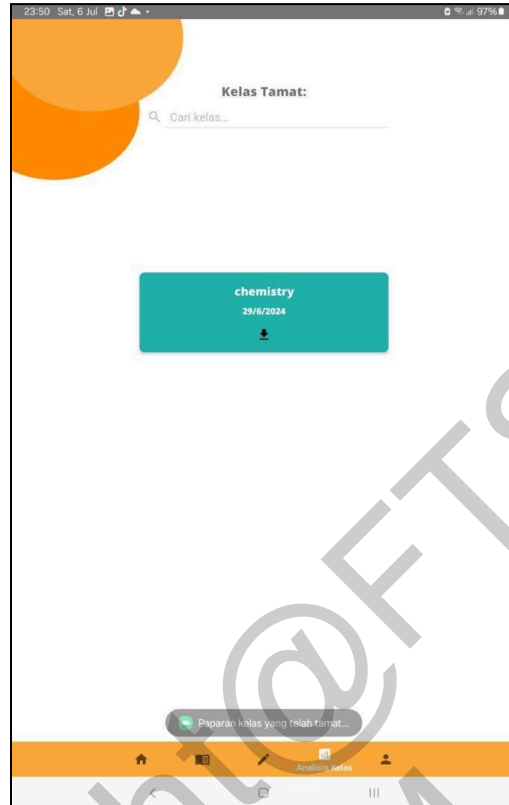 23:50 Sat, 6 Jul 97%
Kelas Tamat:
Cari kelas...
chemistry
29/6/2024
Paparan kelas yang telah tamat...
Analisis Kelas